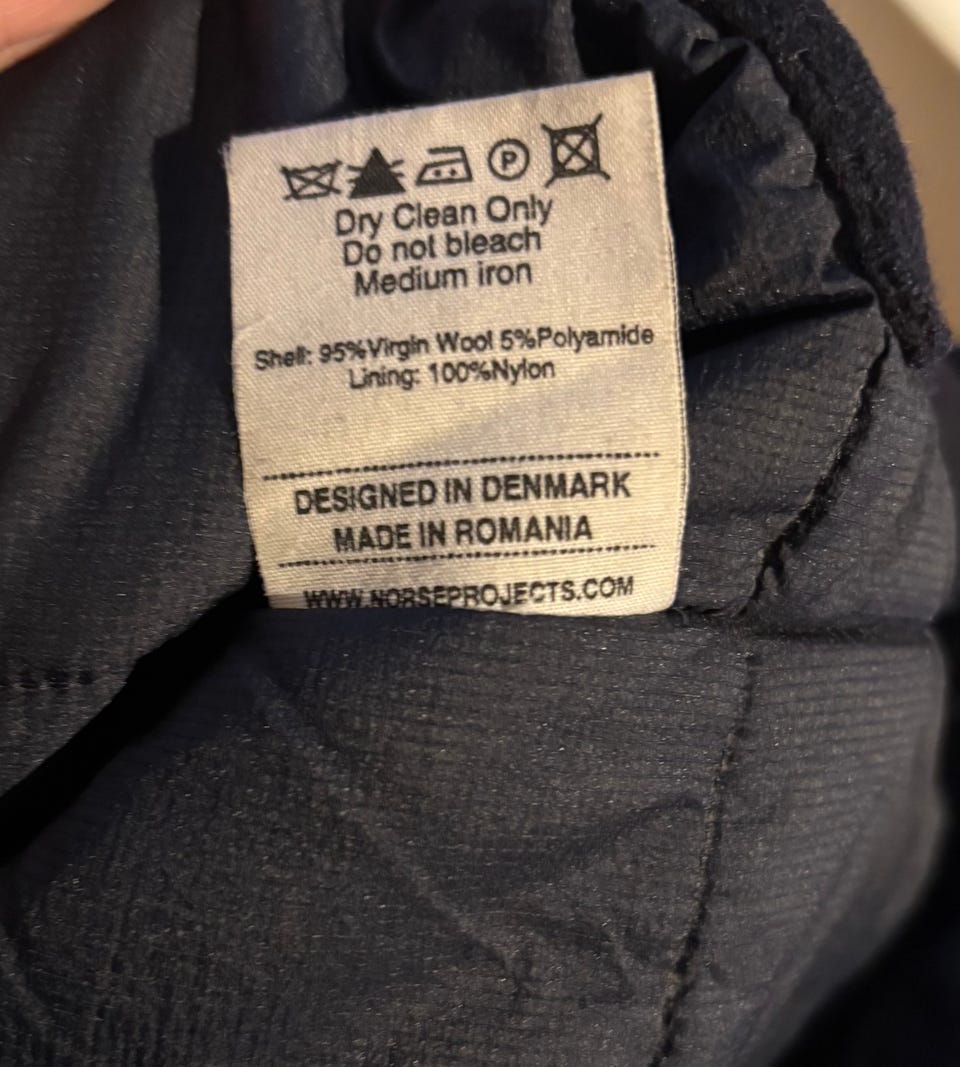 P
Dry Clean Only
Do not bleach
Medium iron
Shell: 95%Virgin Wool 5%Polyamide
Lining: 100%Nylon
DESIGNED IN DENMARK
MADE IN ROMANIA
WWW.NORSEPROJECTS.COM